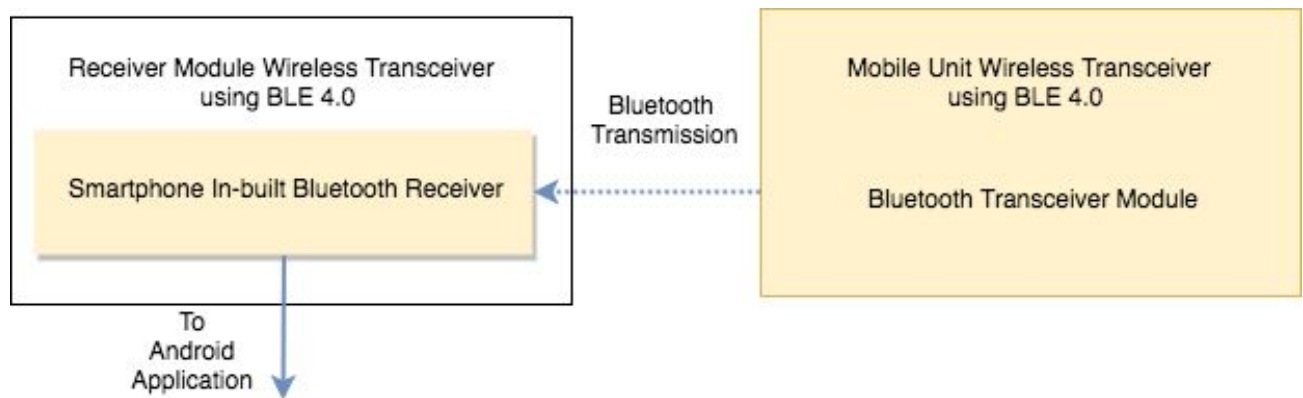 Receiver Module Wireless Transceiver
using BLE 4.0
Smartphone In-built Bluetooth Receiver
To
Android
Application
Bluetooth
Transmission
Mobile Unit Wireless Transceiver
using BLE 4.0
Bluetooth Transceiver Module